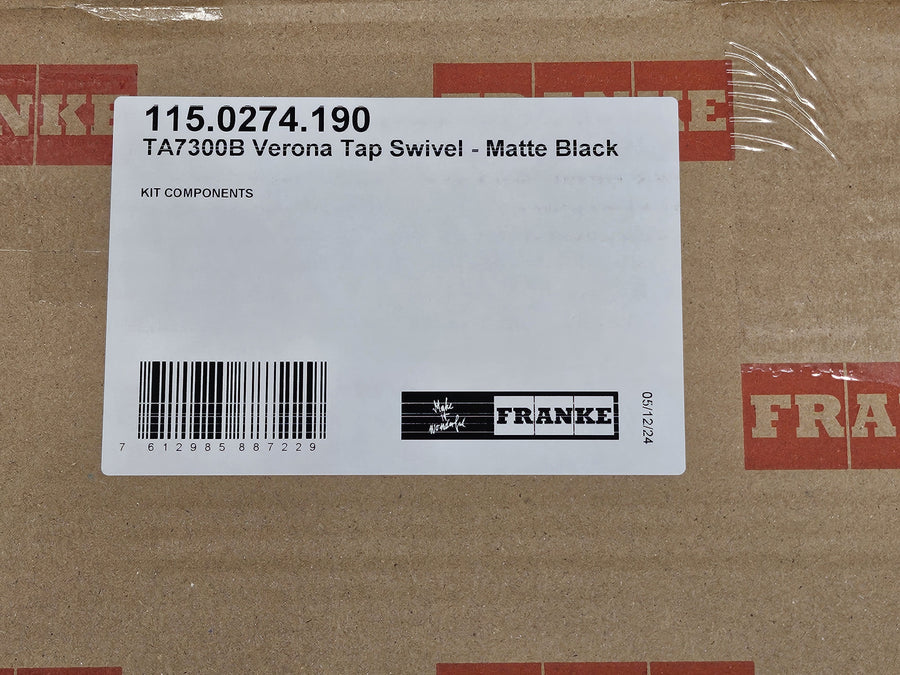 NKE
FRANKE
115.0274.190
TA7300B Verona Tap Swivel - Matte Black
KIT COMPONENTS
7 612985 887229
Make it Wonderful
FRANKE
05/12/24
FRA